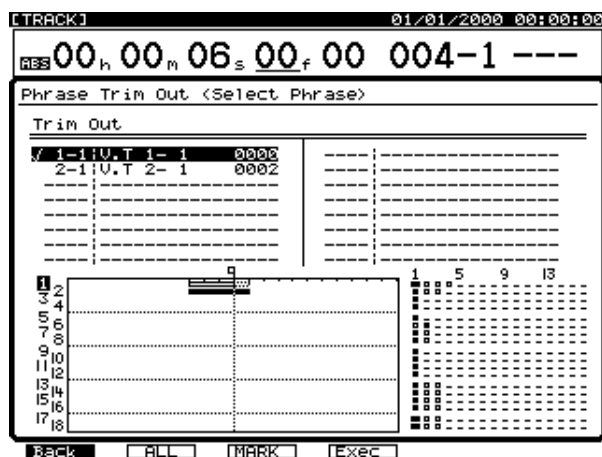 [TRACK] 01/01/2000 00:00:00
ABS 00h 00m 06s 00f 00 004-1 ---
Phrase Trim Out <Select Phrase>
Trim Out
√ 1-1 V.T 1- 1 0000
2-1 V.T 2- 1 0002
1 5 9 13
1 2
3 4
5 6
7 8
9 10
11 12
13 14
15 16
17 18
Back ALL MARK Exec